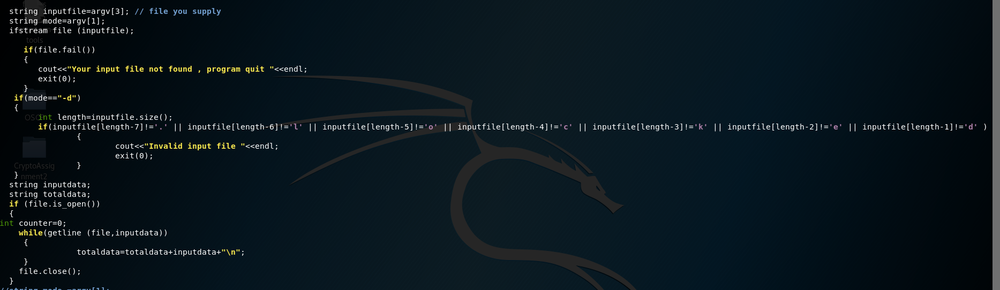 string inputfile=argv[3]; // file you supply
string mode=argv[1];
ifstream file (inputfile);
tools
if(file.fail())
{
cout<<"Your input file not found , program quit "<<endl;
exit(0);
}
if(mode=="-d")
{
int length=inputfile.size();
if(inputfile[length-7]!='.' || inputfile[length-6]!='l' || inputfile[length-5]!='o' || inputfile[length-4]!='c' || inputfile[length-3]!='k' || inputfile[length-2]!='e' || inputfile[length-1]!='d' )
{
cout<<"Invalid input file "<<endl;
exit(0);
}
CryptoAssig
nment2
}
string inputdata;
string totaldata;
if (file.is_open())
{
int counter=0;
while(getline (file,inputdata))
{
totaldata=totaldata+inputdata+"\n";
}
file.close();
}
//string mode =argv[1];